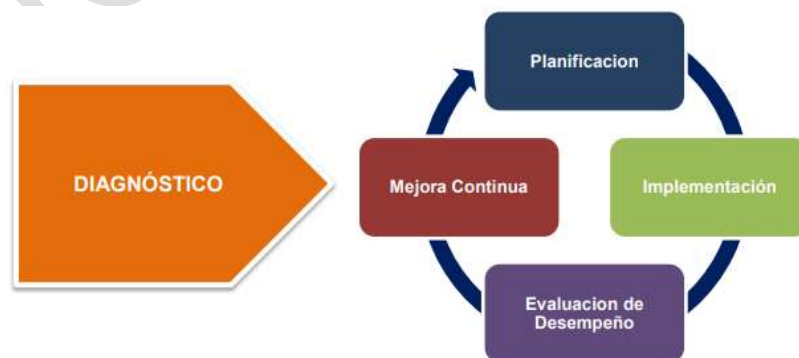 Planificacion
DIAGNÓSTICO
Mejora Continua
Implementación
Evaluacion de
Desempeño